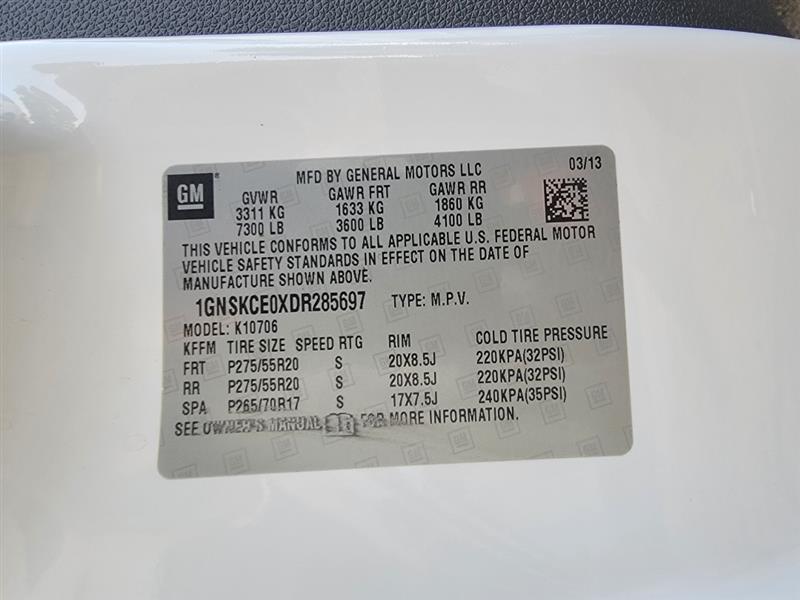 GM
MFD BY GENERAL MOTORS LLC 03/13
GVWR GAWR FRT GAWR RR
3311 KG 1633 KG 1860 KG
7300 LB 3600 LB 4100 LB
THIS VEHICLE CONFORMS TO ALL APPLICABLE U.S. FEDERAL MOTOR
VEHICLE SAFETY STANDARDS IN EFFECT ON THE DATE OF
MANUFACTURE SHOWN ABOVE.
1GNSKCE0XDR285697 TYPE: M.P.V.
MODEL: K10706
KFFM TIRE SIZE SPEED RTG RIM COLD TIRE PRESSURE
FRT P275/55R20 S 20X8.5J 220KPA(32PSI)
RR P275/55R20 S 20X8.5J 220KPA(32PSI)
SPA P265/70R17 S 17X7.5J 240KPA(35PSI)
SEE OWNER'S MANUAL FOR MORE INFORMATION.